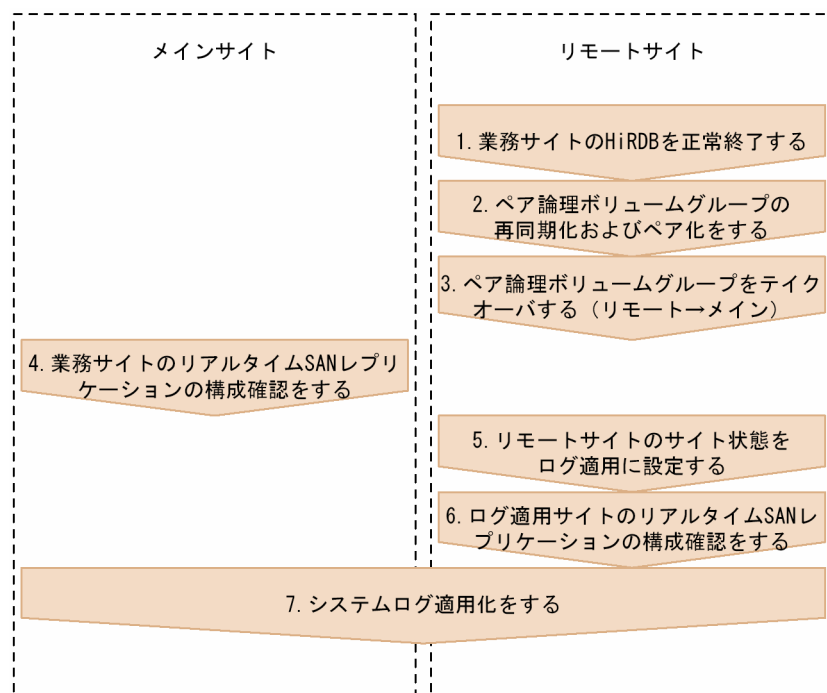 メインサイト
リモートサイト
1. 業務サイトのHiRDBを正常終了する
2. ペア論理ボリュームグループの
再同期化およびペア化をする
3. ペア論理ボリュームグループをテイク
オーバする（リモート→メイン）
4. 業務サイトのリアルタイムSANレプリ
ケーションの構成確認をする
5. リモートサイトのサイト状態を
ログ適用に設定する
6. ログ適用サイトのリアルタイムSANレ
プリケーションの構成確認をする
7. システムログ適用化をする